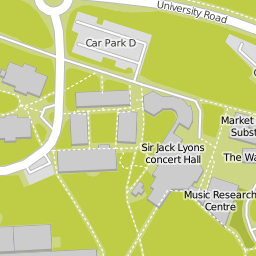 University Road
Car Park D
Market
Subst
Sir Jack Lyons
concert Hall
The Wa
Music Research
Centre